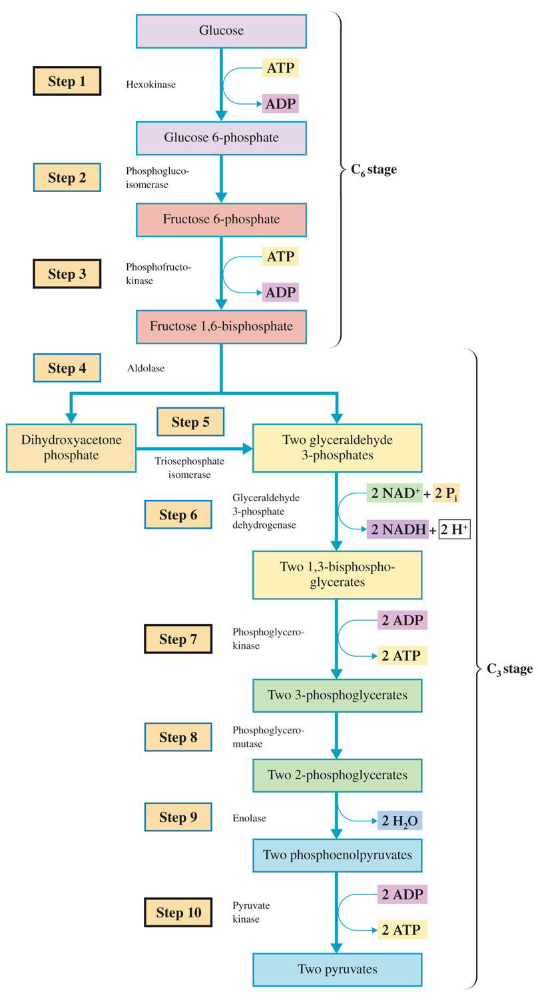 Glucose
Step 1
Hexokinase
ATP
ADP
Glucose 6-phosphate
Step 2
Phosphogluco-
isomerase
C₆ stage
Fructose 6-phosphate
Step 3
Phosphofructo-
kinase
ATP
ADP
Fructose 1,6-bisphosphate
Step 4
Aldolase
Dihydroxyacetone
phosphate
Step 5
Triosephosphate
isomerase
Two glyceraldehyde
3-phosphates
Step 6
Glyceraldehyde
3-phosphate
dehydrogenase
2 NAD⁺ + 2 Pᵢ
2 NADH + 2 H⁺
Two 1,3-bisphospho-
glycerates
Step 7
Phosphoglycero-
kinase
2 ADP
2 ATP
C₃ stage
Two 3-phosphoglycerates
Step 8
Phosphoglycero-
mutase
Two 2-phosphoglycerates
Step 9
Enolase
2 H₂O
Two phosphoenolpyruvates
Step 10
Pyruvate
kinase
2 ADP
2 ATP
Two pyruvates